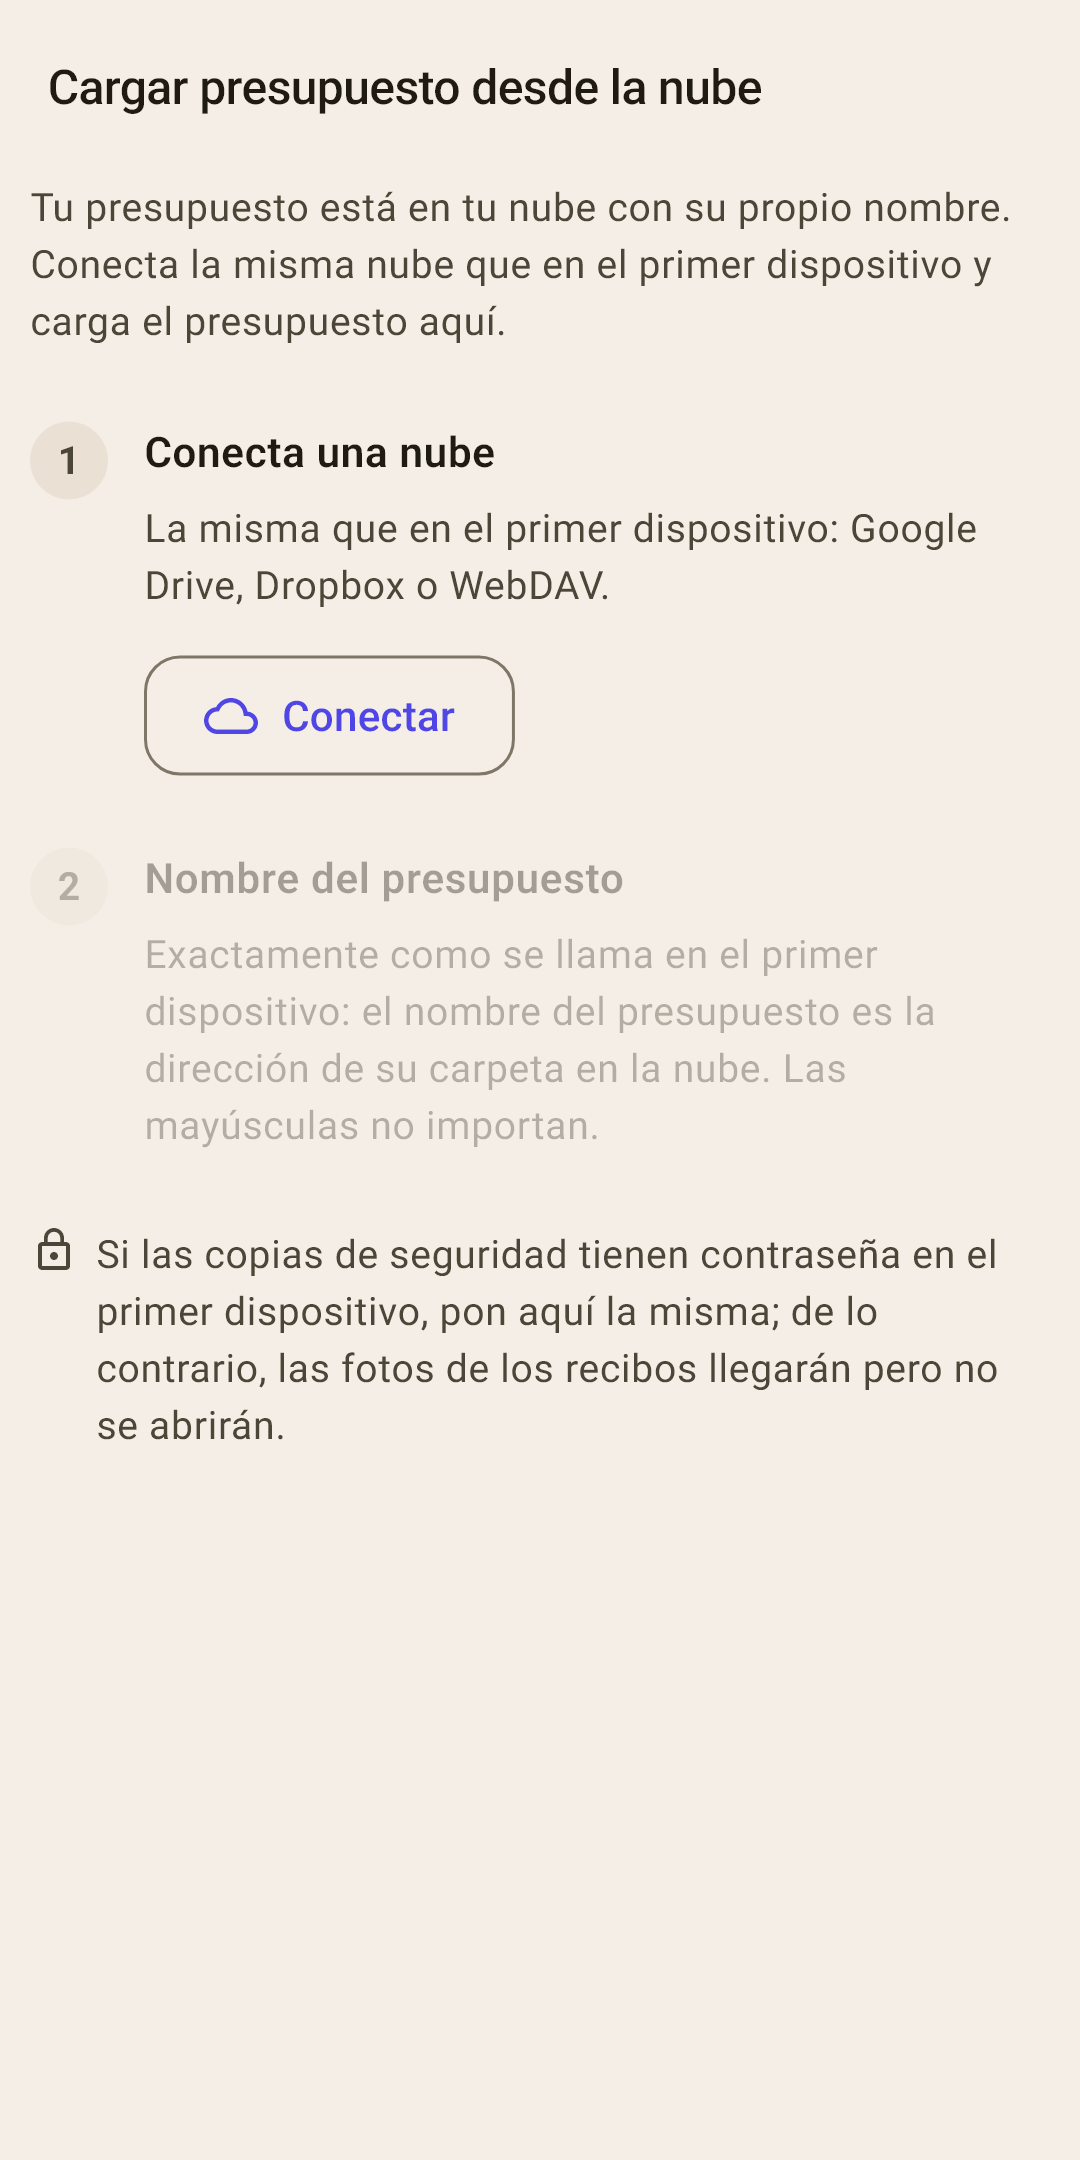 Cargar presupuesto desde la nube
Tu presupuesto está en tu nube con su propio nombre.
Conecta la misma nube que en el primer dispositivo y
carga el presupuesto aquí.
1
Conecta una nube
La misma que en el primer dispositivo: Google
Drive, Dropbox o WebDAV.
Conectar
2
Nombre del presupuesto
Exactamente como se llama en el primer
dispositivo: el nombre del presupuesto es la
dirección de su carpeta en la nube. Las
mayúsculas no importan.
Si las copias de seguridad tienen contraseña en el
primer dispositivo, pon aquí la misma; de lo
contrario, las fotos de los recibos llegarán pero no
se abrirán.